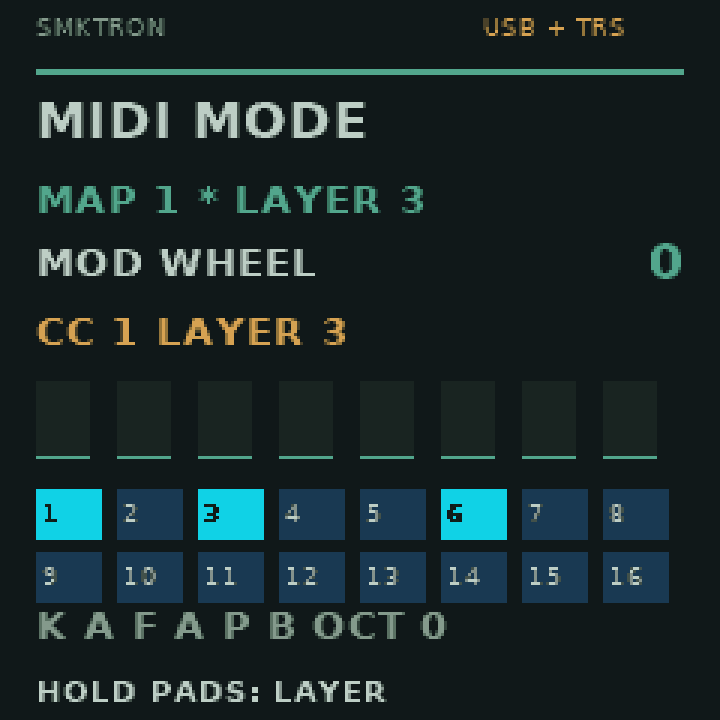 SMKTRON USB + TRS
MIDI MODE
MAP 1 * LAYER 3
MOD WHEEL 0
CC 1 LAYER 3
1 2 3 4 5 6 7 8
9 10 11 12 13 14 15 16
K A F A P B OCT 0
HOLD PADS: LAYER